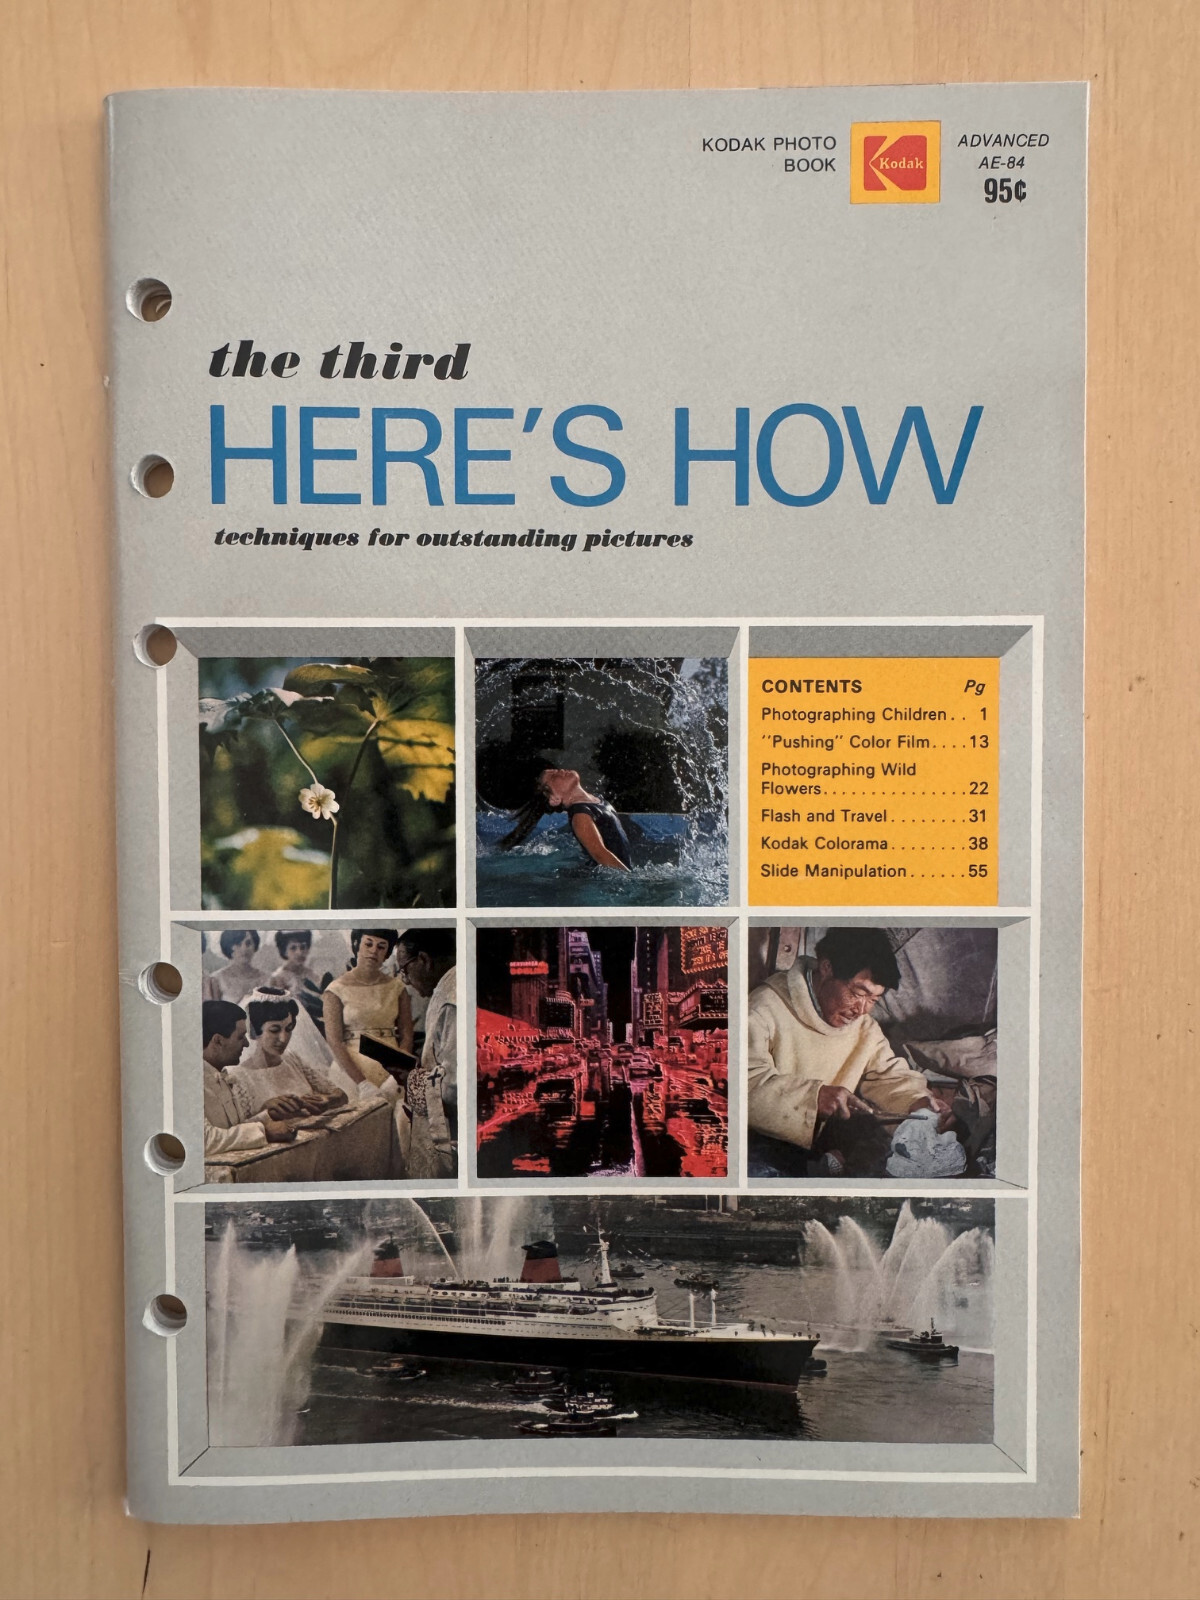 KODAK PHOTO
BOOK
Kodak
ADVANCED
AE-84
95¢
the third
HERE'S HOW
techniques for outstanding pictures
CONTENTS Pg
Photographing Children . . 1
"Pushing" Color Film . . . . 13
Photographing Wild
Flowers . . . . . . . . . . . . . . . 22
Flash and Travel . . . . . . . . 31
Kodak Colorama . . . . . . . . 38
Slide Manipulation . . . . . . 55